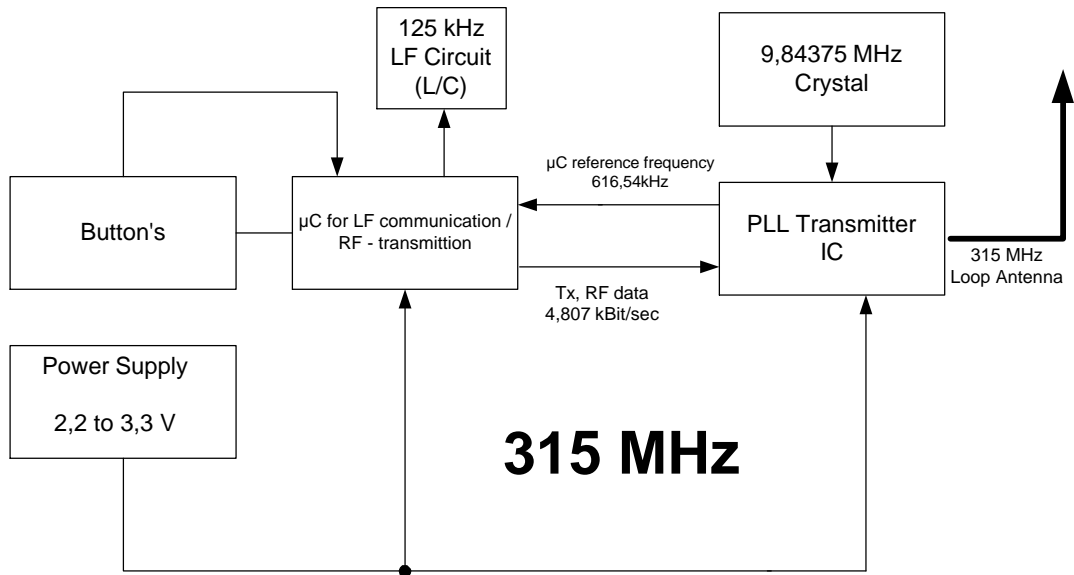 125 kHz
LF Circuit
(L/C)
9,84375 MHz
Crystal
µC reference frequency
616,54kHz
Button's
µC for LF communication /
RF - transmittion
PLL Transmitter
IC
315 MHz
Loop Antenna
Tx, RF data
4,807 kBit/sec
Power Supply
2,2 to 3,3 V
315 MHz